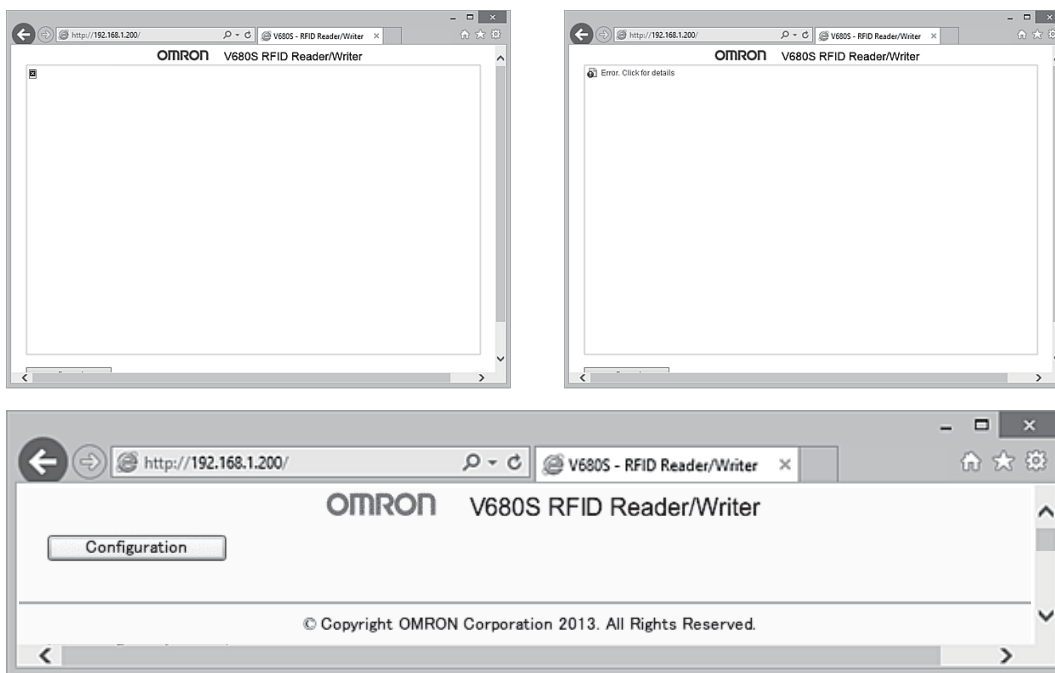 http://192.168.1.200/
V680S - RFID Reader/Writer
OMRON V680S RFID Reader/Writer
http://192.168.1.200/
V680S - RFID Reader/Writer
OMRON V680S RFID Reader/Writer
Error. Click for details
http://192.168.1.200/
V680S - RFID Reader/Writer
OMRON V680S RFID Reader/Writer
Configuration
© Copyright OMRON Corporation 2013. All Rights Reserved.